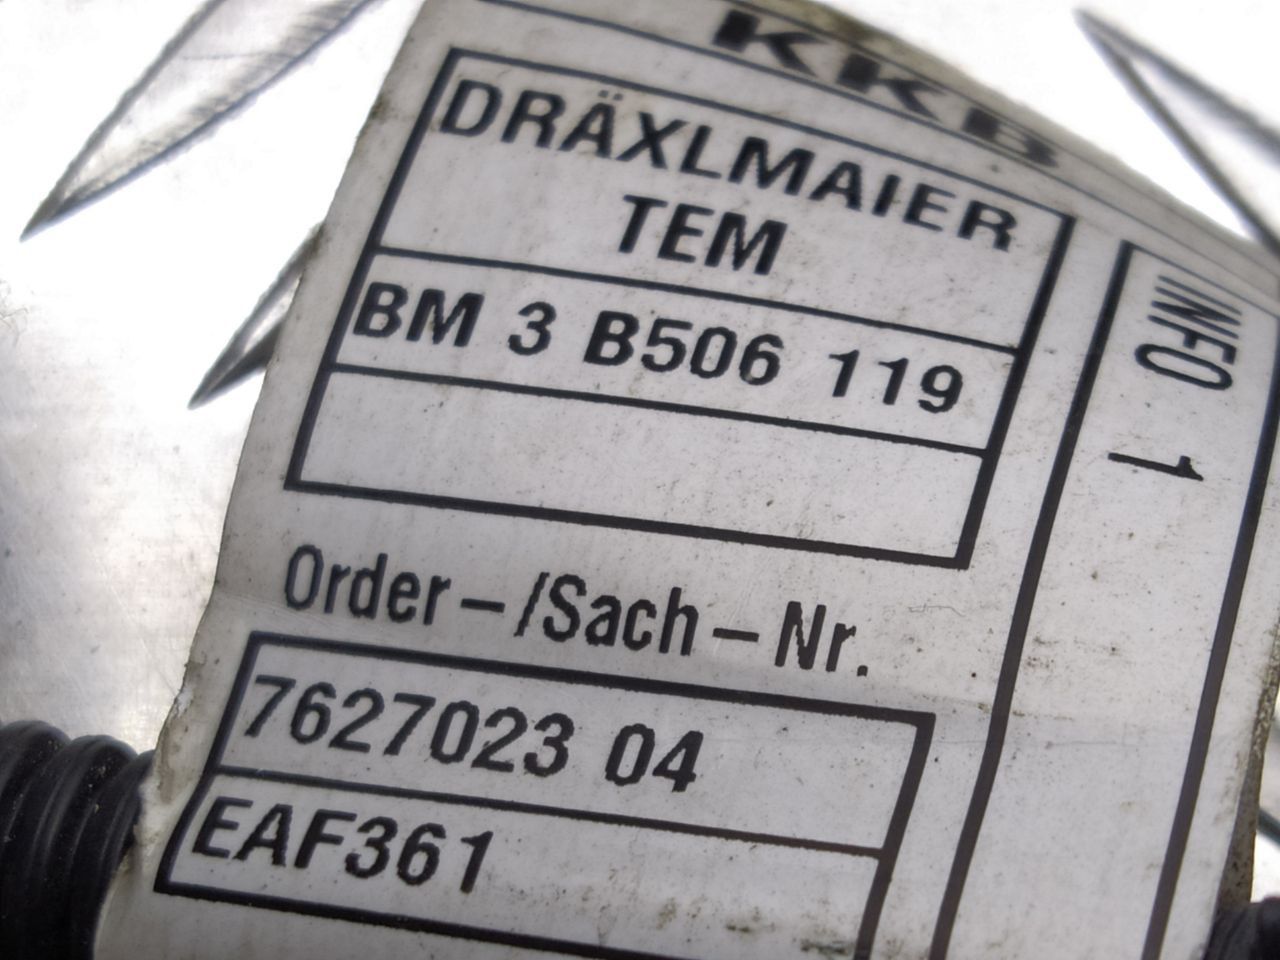 KKB
DRÄXLMAIER
TEM
BM 3 B506 119
INFO 1
Order-/Sach-Nr.
7627023 04
EAF361